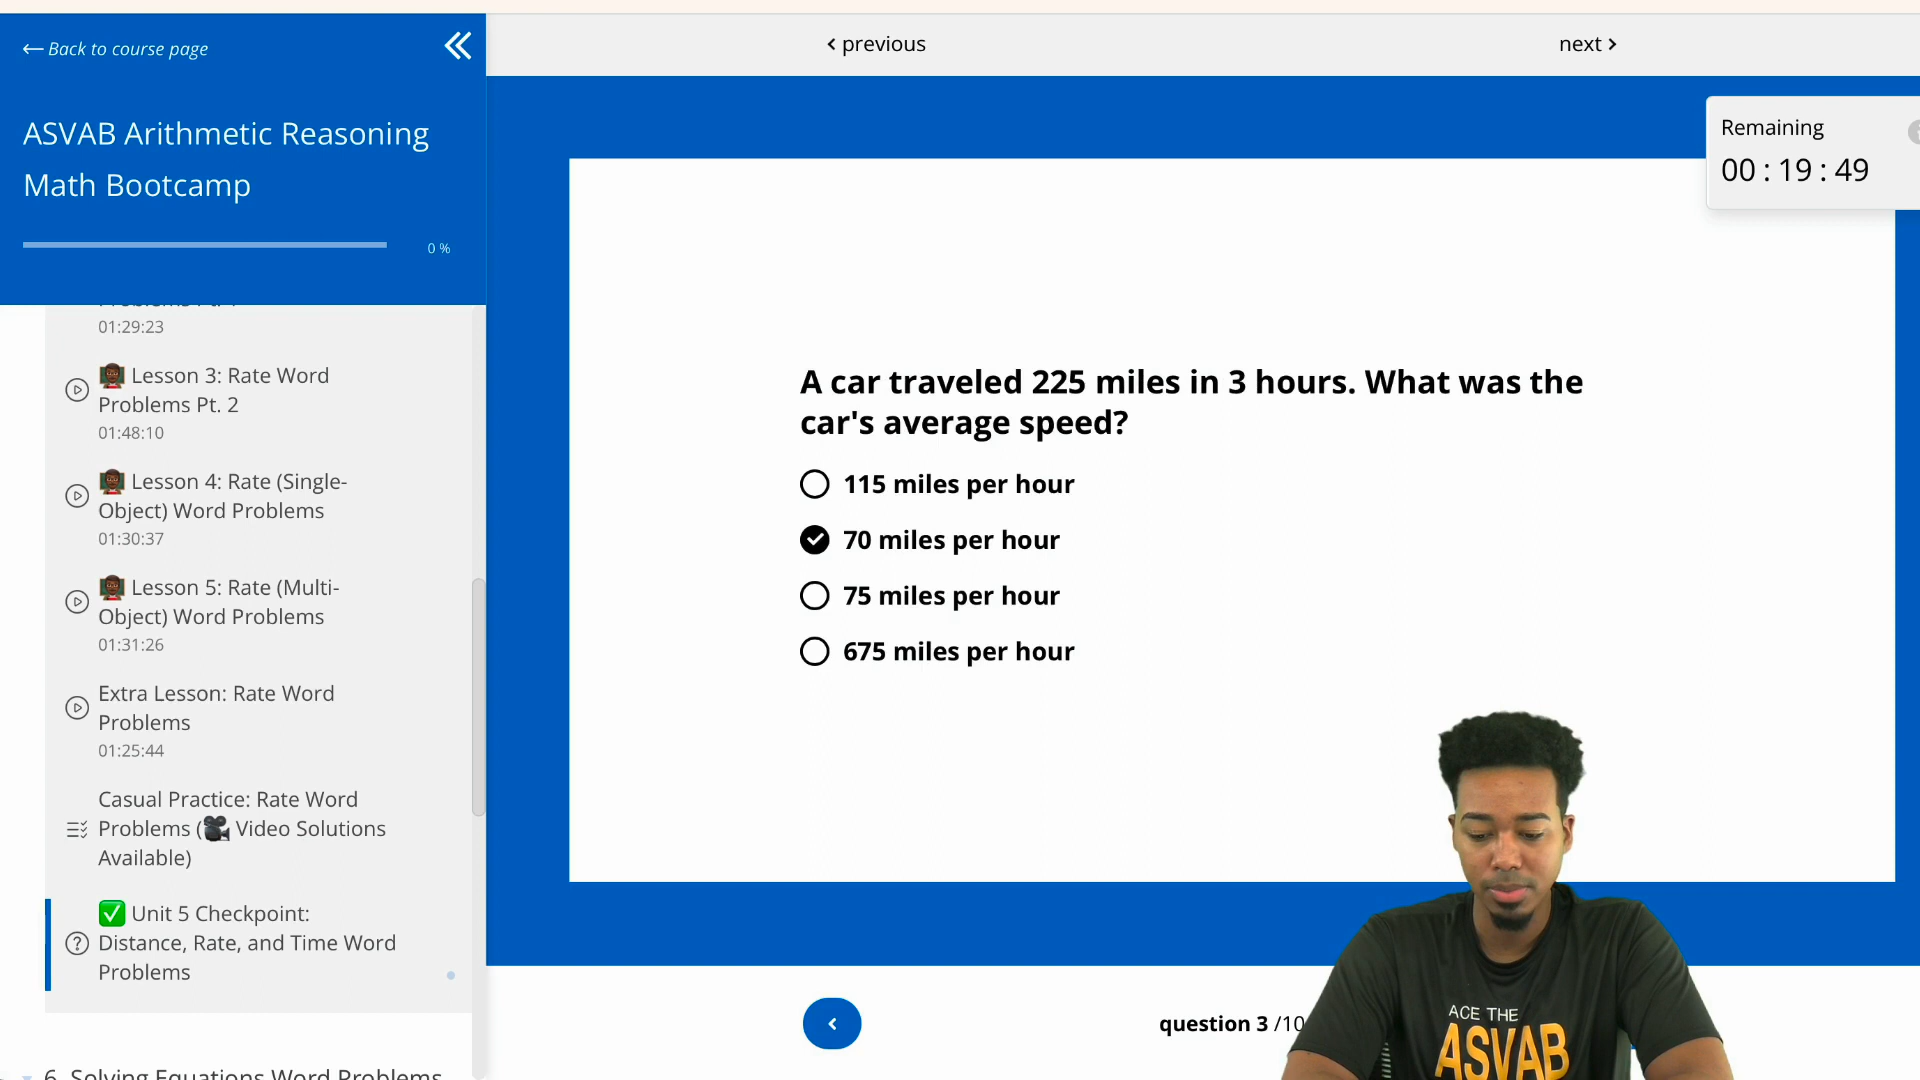 Back to course page
ASVAB Arithmetic Reasoning
Math Bootcamp
0 %
01:29:23
Lesson 3: Rate Word
Problems Pt. 2
01:48:10
Lesson 4: Rate (Single-
Object) Word Problems
01:30:37
Lesson 5: Rate (Multi-
Object) Word Problems
01:31:26
Extra Lesson: Rate Word
Problems
01:25:44
Casual Practice: Rate Word
Problems (🎥 Video Solutions
Available)
✅ Unit 5 Checkpoint:
Distance, Rate, and Time Word
Problems
6. Solving Equations Word Problems
previous
next
Remaining
00 : 19 : 49
A car traveled 225 miles in 3 hours. What was the
car's average speed?
115 miles per hour
70 miles per hour
75 miles per hour
675 miles per hour
question 3 /10
ACE THE
ASVAB